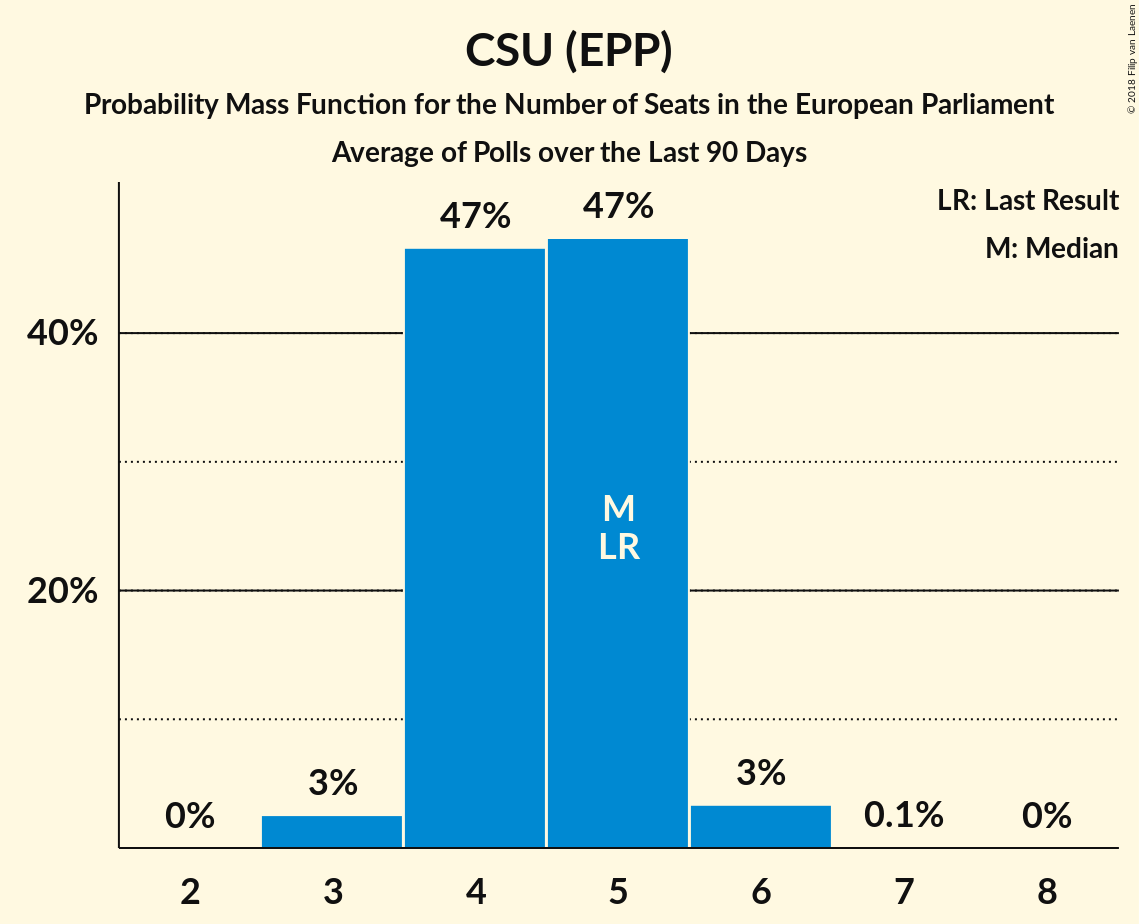 CSU (EPP)
Probability Mass Function for the Number of Seats in the European Parliament
Average of Polls over the Last 90 Days
© 2018 Filip van Laenen
LR: Last Result
M: Median
47%
47%
40%
M
LR
20%
0%
3%
3%
0.1%
0%
2 3 4 5 6 7 8